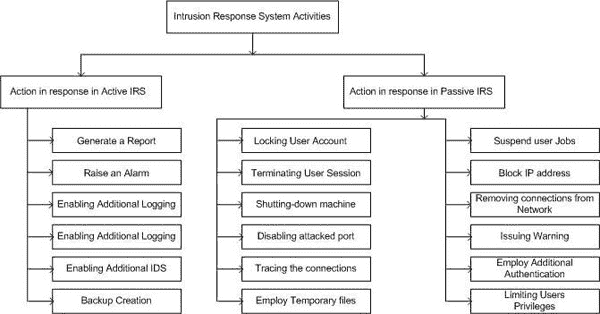 Intrusion Response System Activities
Action in response in Active IRS
Action in response in Passive IRS
Generate a Report
Raise an Alarm
Enabling Additional Logging
Enabling Additional Logging
Enabling Additional IDS
Backup Creation
Locking User Account
Terminating User Session
Shutting-down machine
Disabling attacked port
Tracing the connections
Employ Temporary files
Suspend user Jobs
Block IP address
Removing connections from
Network
Issuing Warning
Employ Additional
Authentication
Limiting Users
Privileges